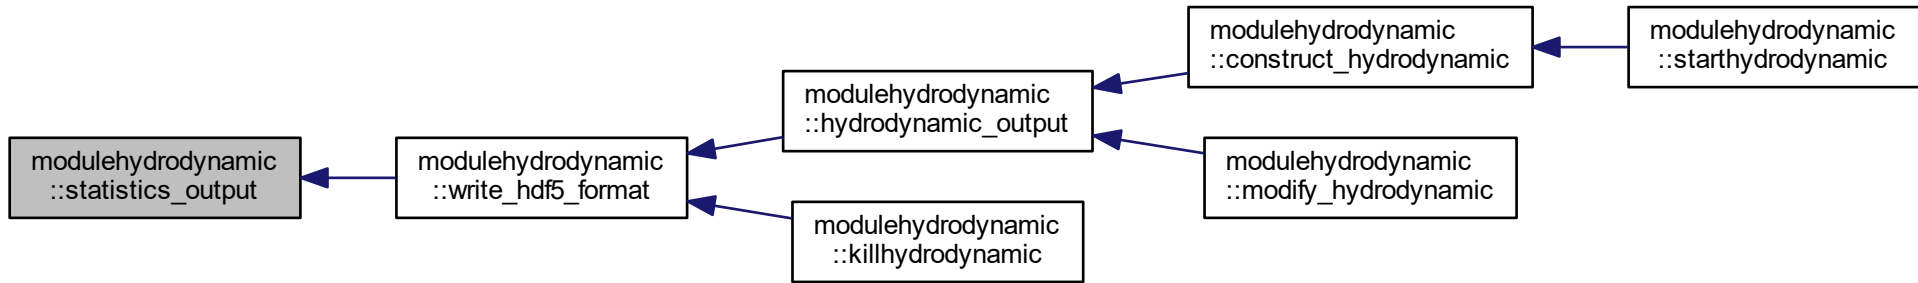 modulehydrodynamic
::statistics_output
modulehydrodynamic
::write_hdf5_format
modulehydrodynamic
::hydrodynamic_output
modulehydrodynamic
::killhydrodynamic
modulehydrodynamic
::construct_hydrodynamic
modulehydrodynamic
::modify_hydrodynamic
modulehydrodynamic
::starthydrodynamic